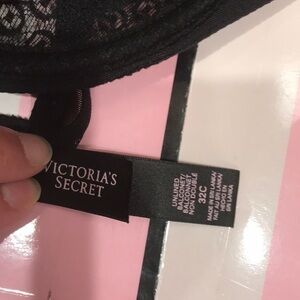 VICTORIA'S
SECRET
UNLINED
BALCONET/
BALCONNET/
NON DOUBLÉ
32C
MADE IN SRI LANKA/
FAIT AU SRI LANKA/
HECHO EN
SRI LANKA